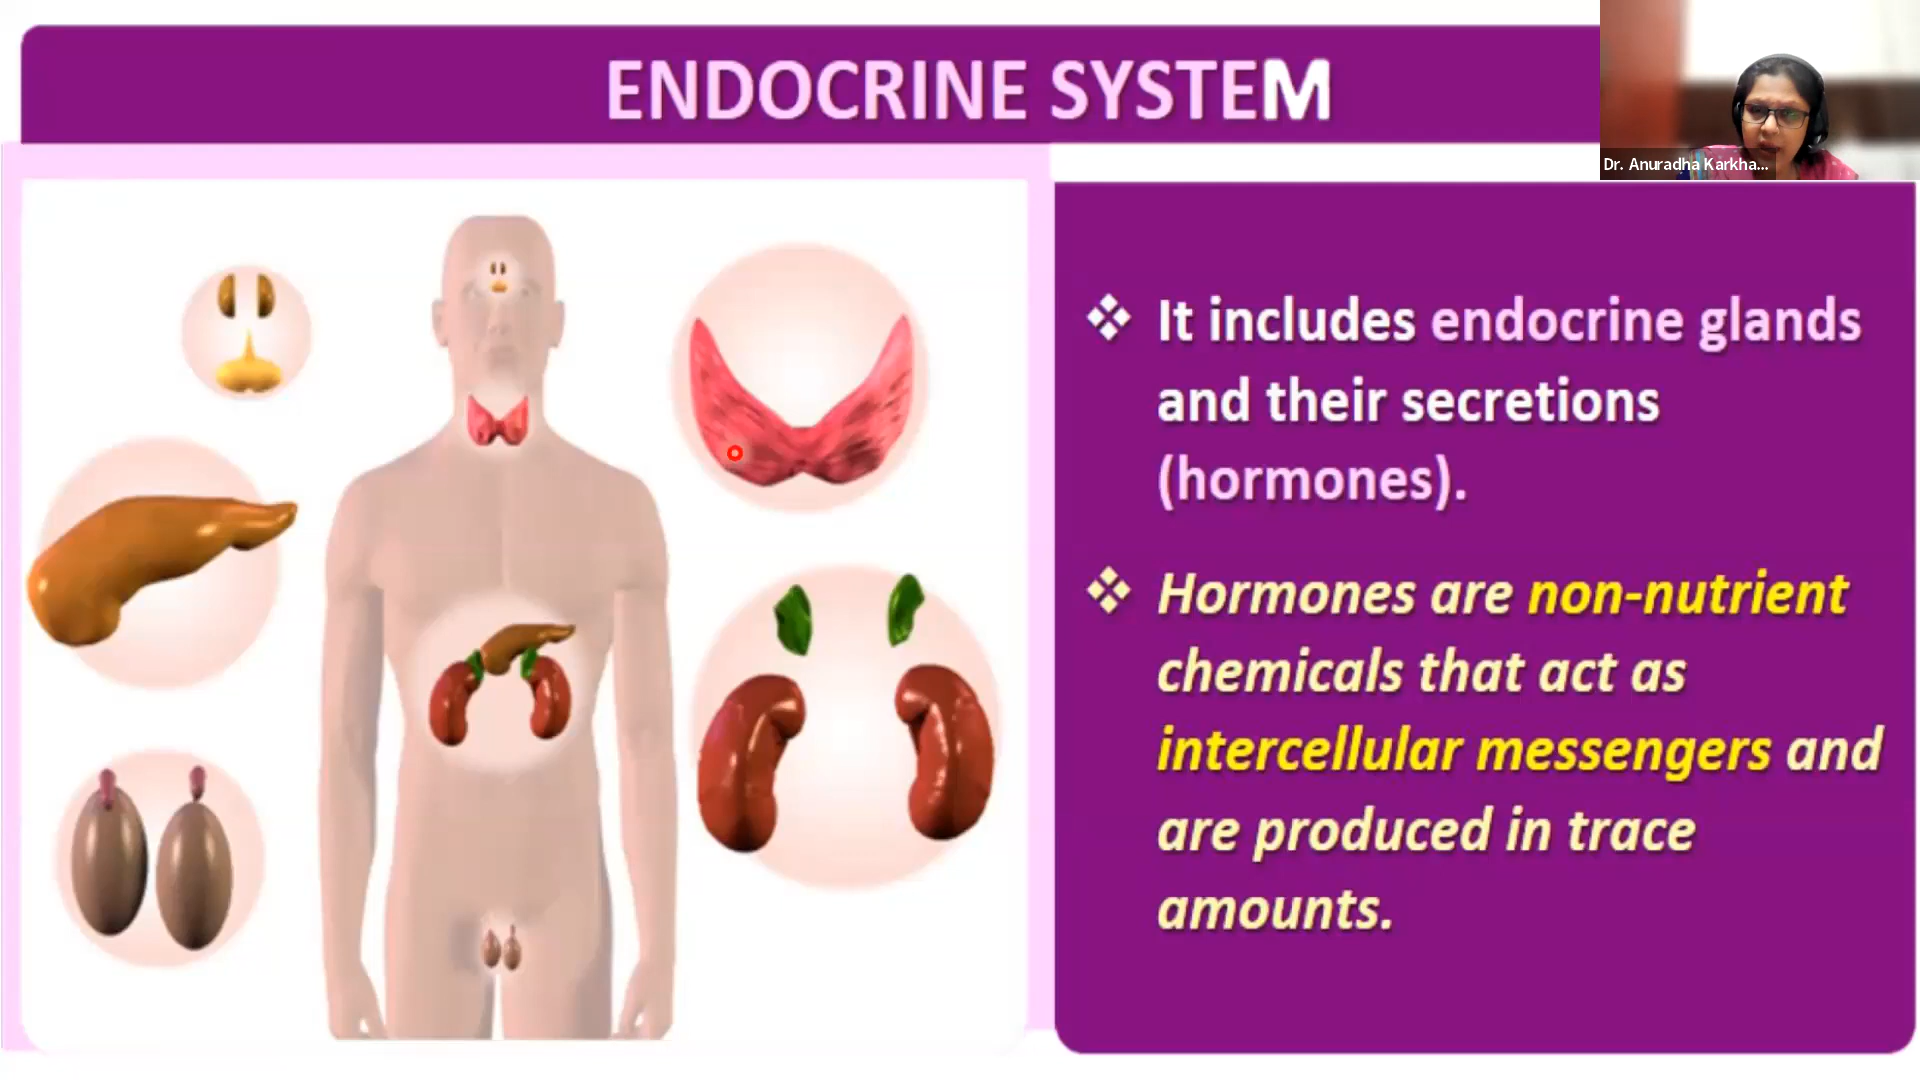 ENDOCRINE SYSTEM
Dr. Anuradha Karkha...
❖ It includes endocrine glands
and their secretions
(hormones).
❖ Hormones are non-nutrient
chemicals that act as
intercellular messengers and
are produced in trace
amounts.